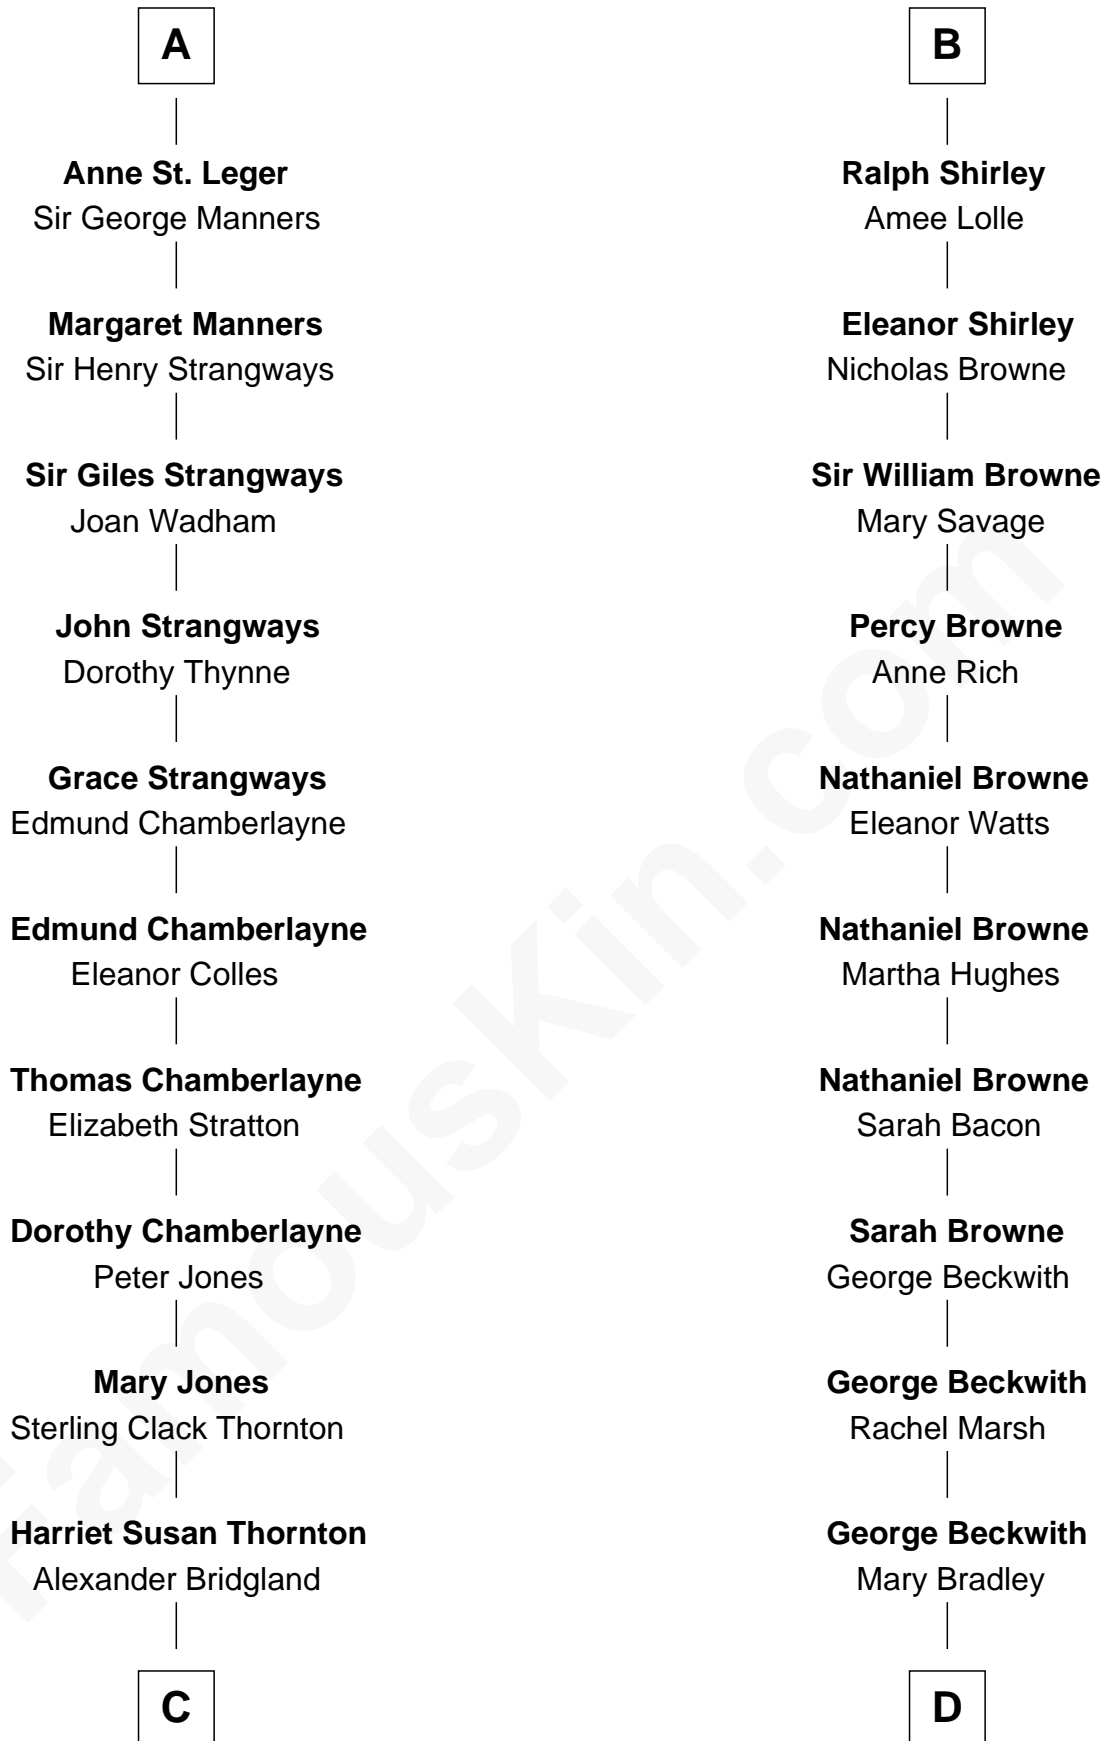 A
Anne St. Leger
Sir George Manners
Margaret Manners
Sir Henry Strangways
Sir Giles Strangways
Joan Wadham
John Strangways
Dorothy Thynne
Grace Strangways
Edmund Chamberlayne
Edmund Chamberlayne
Eleanor Colles
Thomas Chamberlayne
Elizabeth Stratton
Dorothy Chamberlayne
Peter Jones
Mary Jones
Sterling Clack Thornton
Harriet Susan Thornton
Alexander Bridgland
C
B
Ralph Shirley
Amee Lolle
Eleanor Shirley
Nicholas Browne
Sir William Browne
Mary Savage
Percy Browne
Anne Rich
Nathaniel Browne
Eleanor Watts
Nathaniel Browne
Martha Hughes
Nathaniel Browne
Sarah Bacon
Sarah Browne
George Beckwith
George Beckwith
Rachel Marsh
George Beckwith
Mary Bradley
D
FamousKin.com